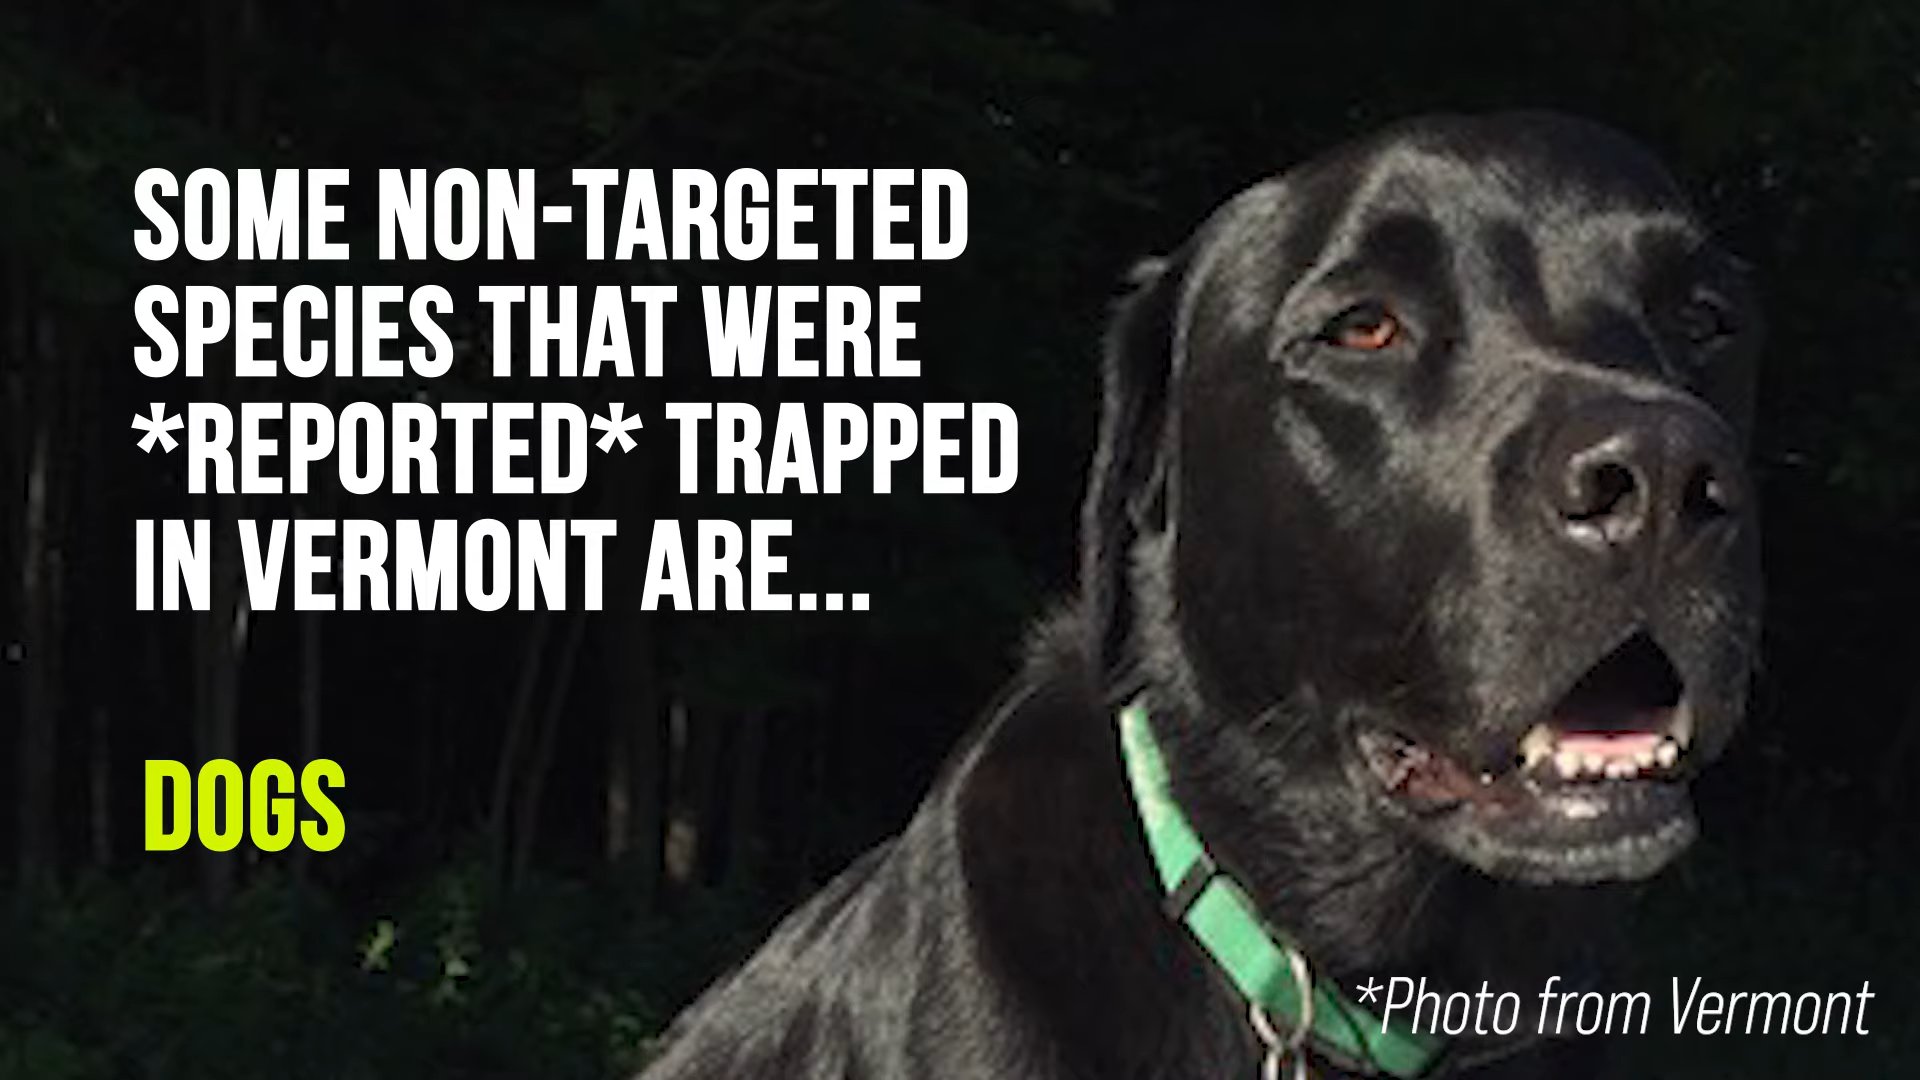 SOME NON-TARGETED
SPECIES THAT WERE
*REPORTED* TRAPPED
IN VERMONT ARE...
DOGS
*Photo from Vermont